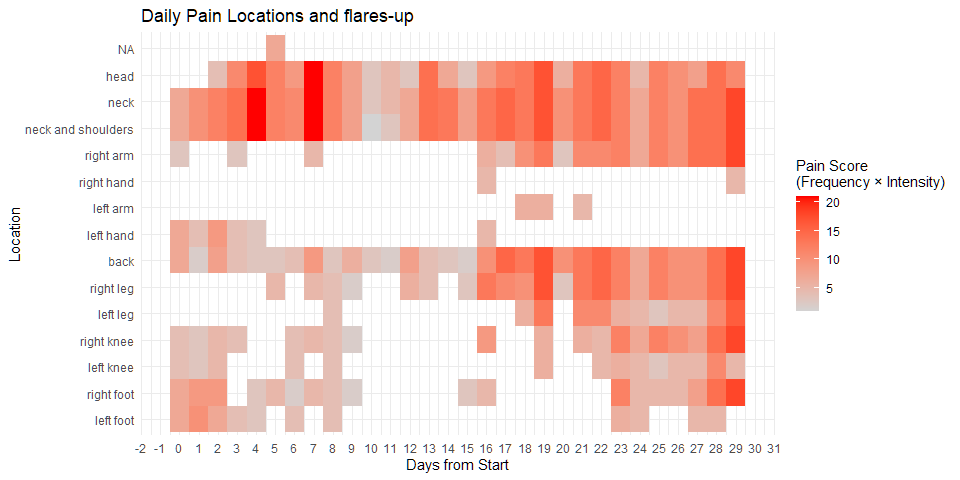 Daily Pain Locations and flares-up
NA
head
neck
neck and shoulders
right arm
right hand
left arm
left hand
back
right leg
left leg
right knee
left knee
right foot
left foot
Location
-2 -1 0 1 2 3 4 5 6 7 8 9 10 11 12 13 14 15 16 17 18 19 20 21 22 23 24 25 26 27 28 29 30 31
Days from Start
Pain Score
(Frequency × Intensity)
20
15
10
5